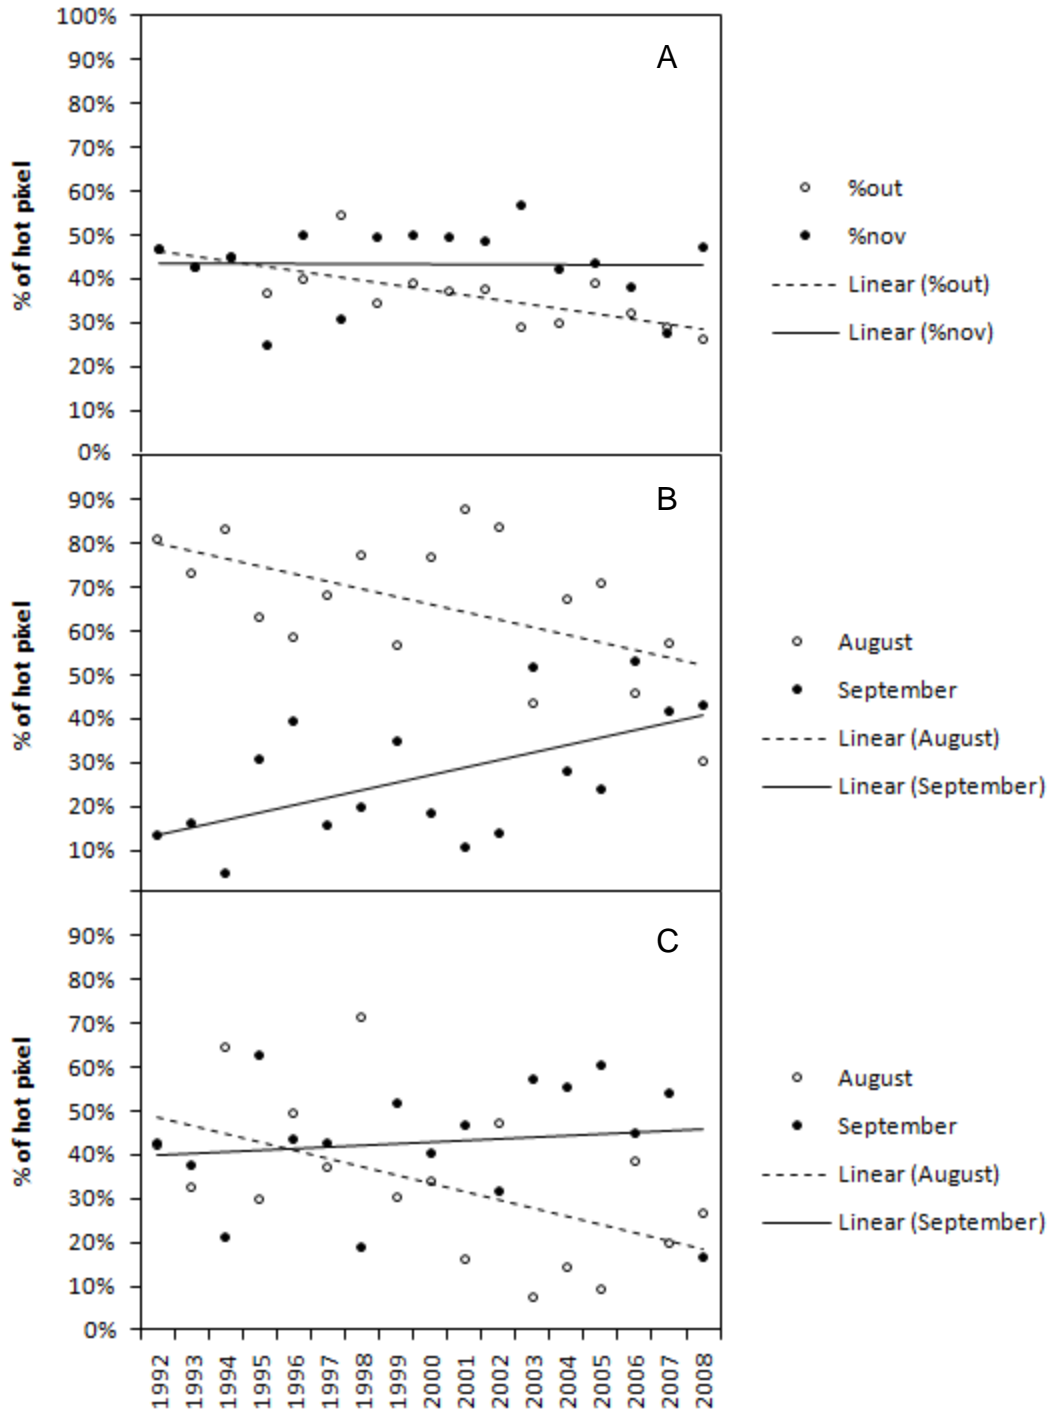 100%
90%
80%
70%
60%
50%
40%
30%
20%
10%
0%
% of hot pixel
A
%out
%nov
Linear (%out)
Linear (%nov)
90%
80%
70%
60%
50%
40%
30%
20%
10%
% of hot pixel
B
August
September
Linear (August)
Linear (September)
90%
80%
70%
60%
50%
40%
30%
20%
10%
0%
% of hot pixel
C
August
September
Linear (August)
Linear (September)
1992
1993
1994
1995
1996
1997
1998
1999
2000
2001
2002
2003
2004
2005
2006
2007
2008